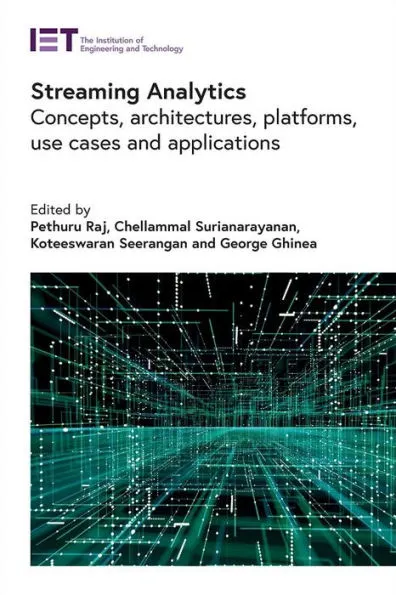 IET
The Institution of
Engineering and Technology
Streaming Analytics
Concepts, architectures, platforms,
use cases and applications
Edited by
Pethuru Raj, Chellammal Surianarayanan,
Koteeswaran Seerangan and George Ghinea